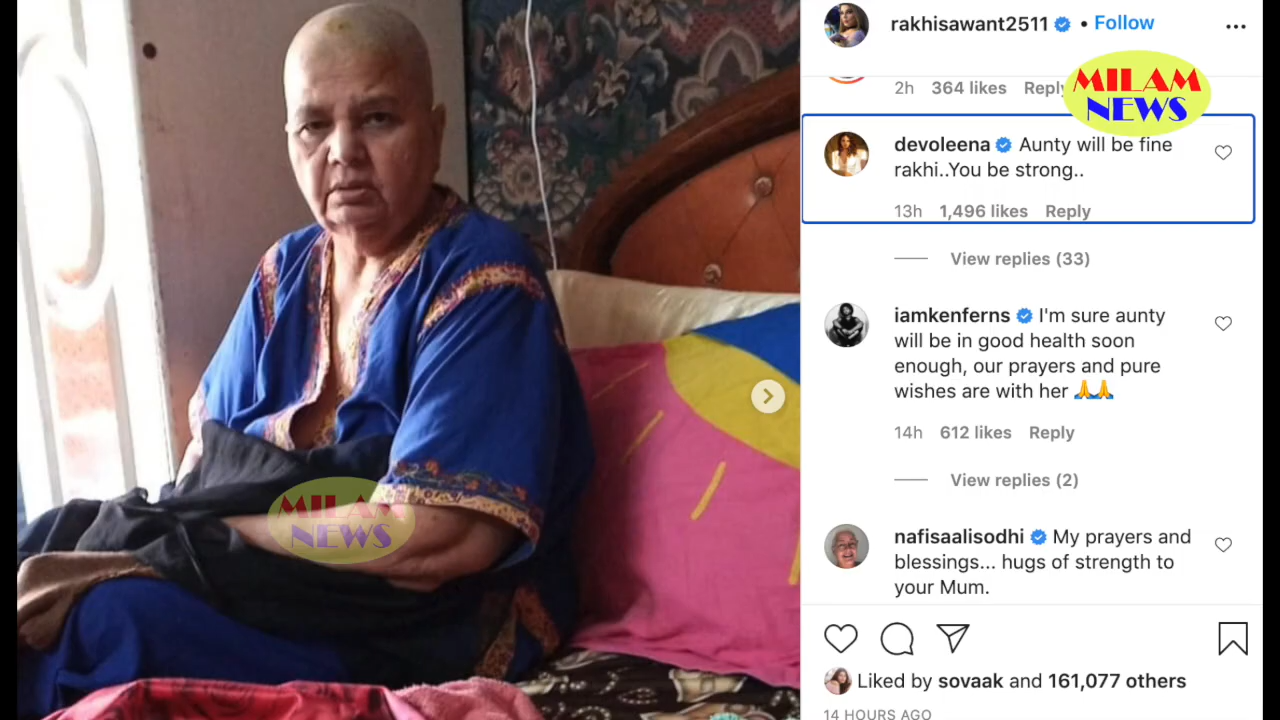 rakhisawant2511 • Follow
2h 364 likes Reply
MILAM
NEWS
devoleena Aunty will be fine
rakhi..You be strong..
13h 1,496 likes Reply
View replies (33)
iamkenferns I'm sure aunty
will be in good health soon
enough, our prayers and pure
wishes are with her 🙏🙏
14h 612 likes Reply
View replies (2)
nafisaalisodhi My prayers and
blessings... hugs of strength to
your Mum.
Liked by sovaak and 161,077 others
14 HOURS AGO
MILAM
NEWS